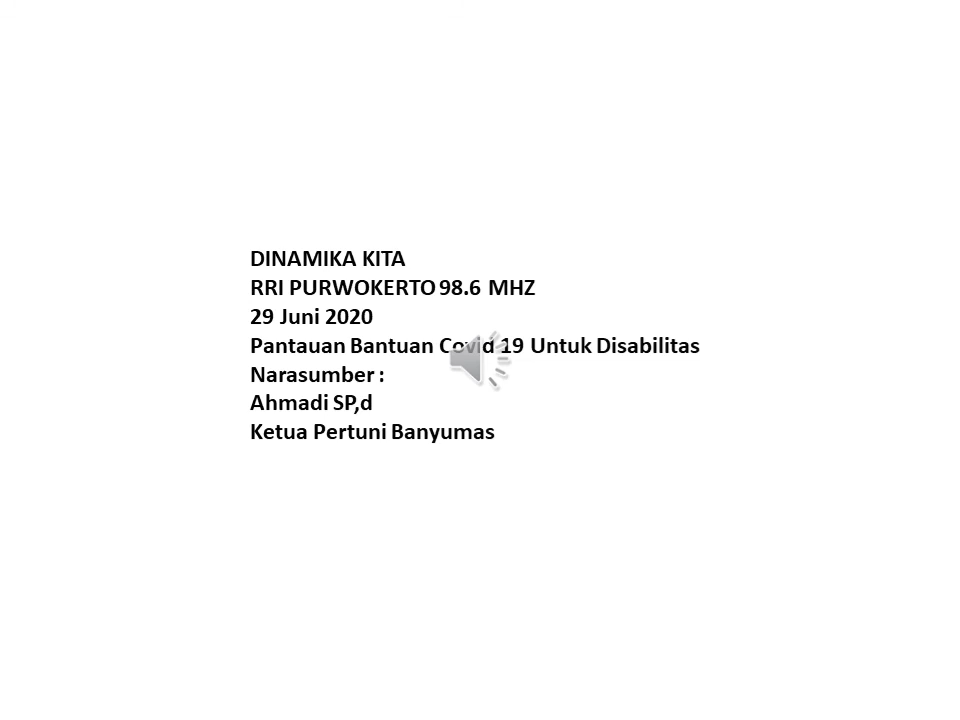 DINAMIKA KITA
RRI PURWOKERTO 98.6 MHZ
29 Juni 2020
Pantauan Bantuan Covid 19 Untuk Disabilitas
Narasumber :
Ahmadi SP,d
Ketua Pertuni Banyumas